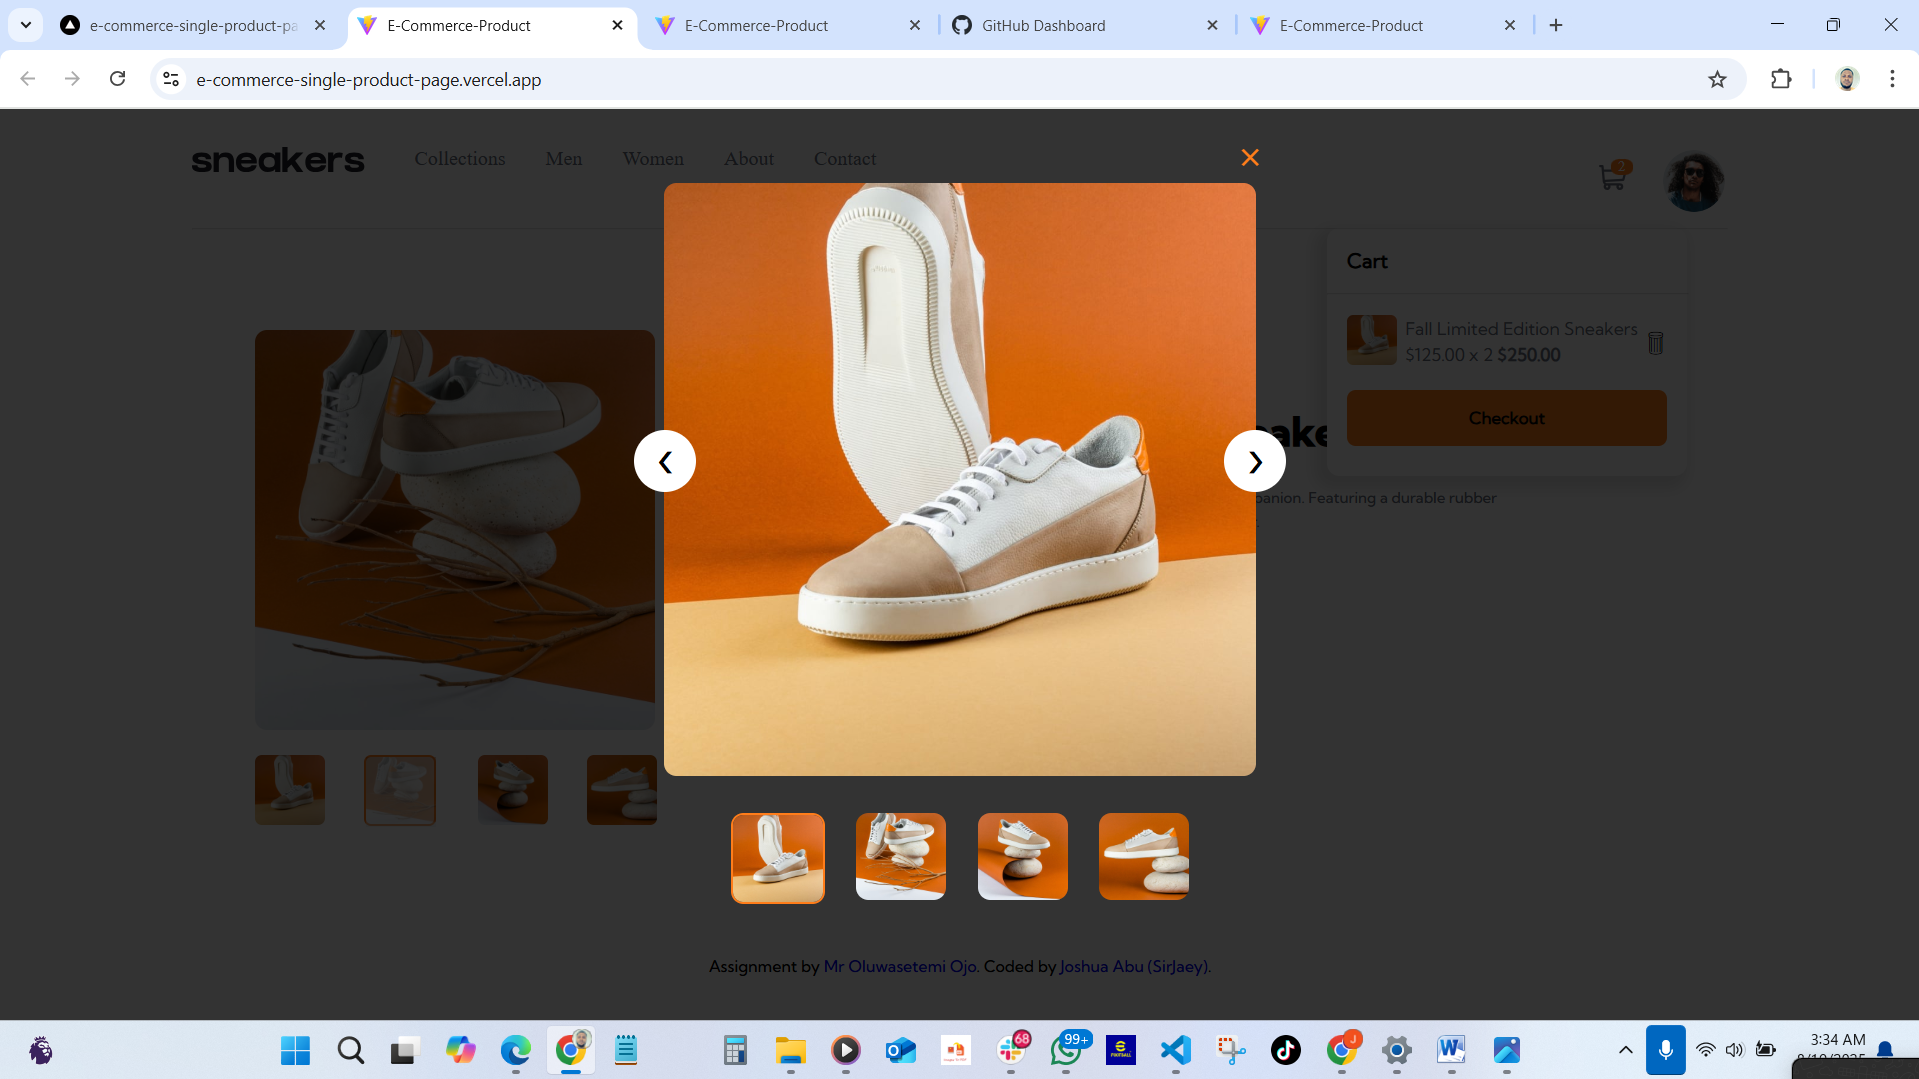 e-commerce-single-product-pa
E-Commerce-Product
E-Commerce-Product
GitHub Dashboard
E-Commerce-Product
e-commerce-single-product-page.vercel.app
sneakers
Collections
Men
Women
About
Contact
2
Cart
Fall Limited Edition Sneakers
$125.00 x 2 $250.00
Checkout
panion. Featuring a durable rubber
Assignment by Mr Oluwasetemi Ojo. Coded by Joshua Abu (SirJaey).
68
99+
J
3:34 AM